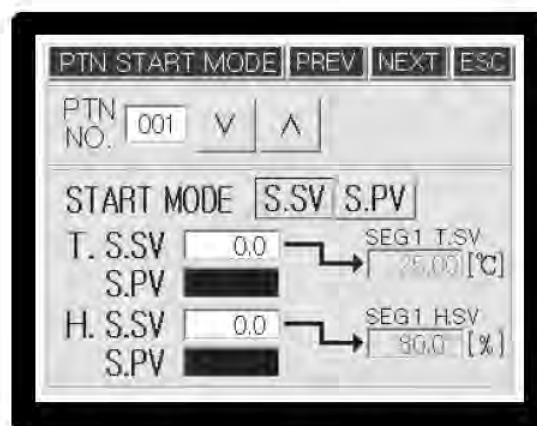 PTN START MODE PREV NEXT ESC
PTN NO. 001 ∨ ∧
START MODE S.SV S.PV
T. S.SV 0.0 SEG1 T.SV
S.PV 25.00 [℃]
H. S.SV 0.0 SEG1 H.SV
S.PV 80.0 [%]